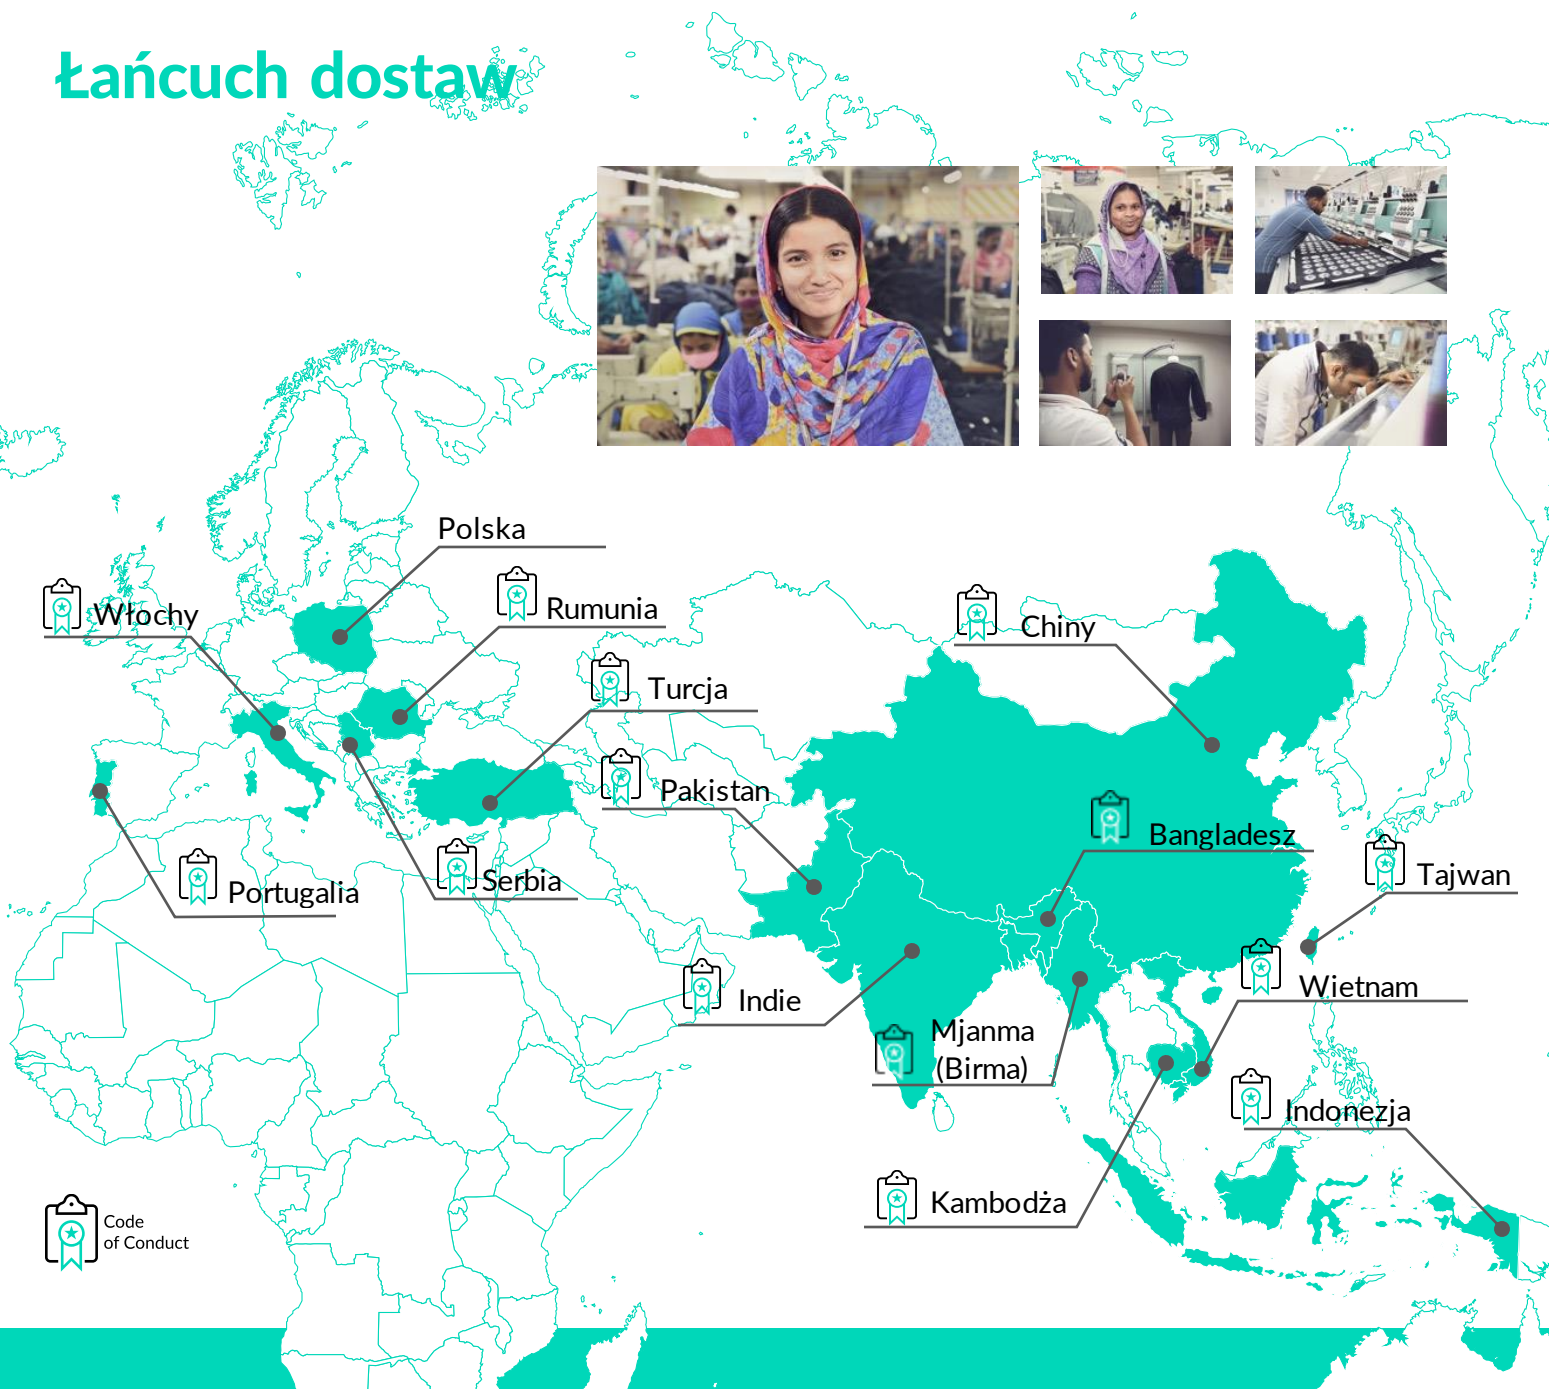 Łańcuch dostaw
Polska
Włochy
Rumunia
Chiny
Turcja
Pakistan
Bangladesz
Tajwan
Portugalia
Serbia
Wietnam
Indie
Mjanma
(Birma)
Indonezja
Kambodża
Code
of Conduct